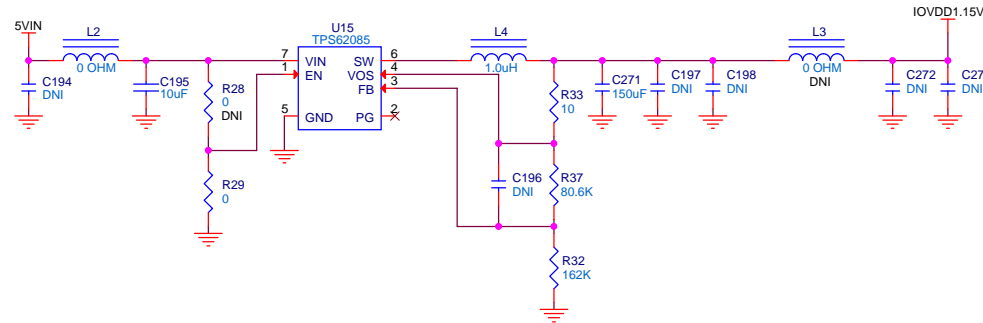 5VIN
L2
0 OHM
C194
DNI
C195
10uF
R28
0
DNI
R29
0
U15
TPS62085
7
VIN
1
EN
5
GND
SW
6
VOS
4
FB
3
PG
2
L4
1.0uH
R33
10
C196
DNI
R37
80.6K
R32
162K
C271
150uF
C197
DNI
C198
DNI
L3
0 OHM
DNI
C272
DNI
IOVDD1.15V
DNI